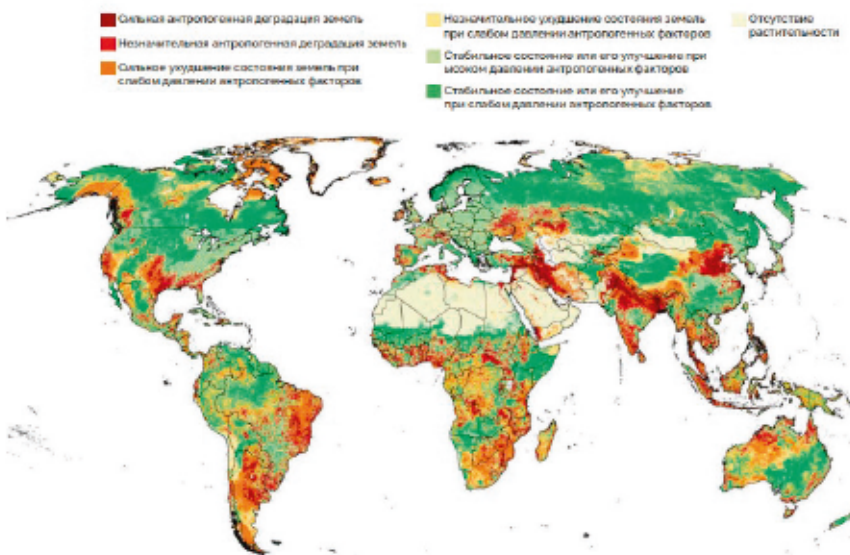 Сильная антропогенная деградация земель
Незначительная антропогенная деградация земель
Сильное ухудшение состояния земель при
слабом давлении антропогенных факторов
Незначительное ухудшение состояния земель
при слабом давлении антропогенных факторов
Стабильное состояние или его улучшение при
ысоком давлении антропогенных факторов
Стабильное состояние или его улучшение
при слабом давлении антропогенных факторов
Отсутствие
растительности